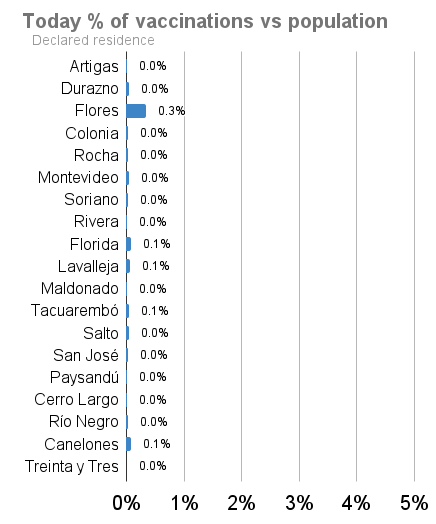 Today % of vaccinations vs population
Declared residence
Artigas 0.0%
Durazno 0.0%
Flores 0.3%
Colonia 0.0%
Rocha 0.0%
Montevideo 0.0%
Soriano 0.0%
Rivera 0.0%
Florida 0.1%
Lavalleja 0.1%
Maldonado 0.0%
Tacuarembó 0.1%
Salto 0.0%
San José 0.0%
Paysandú 0.0%
Cerro Largo 0.0%
Río Negro 0.0%
Canelones 0.1%
Treinta y Tres 0.0%
0% 1% 2% 3% 4% 5%